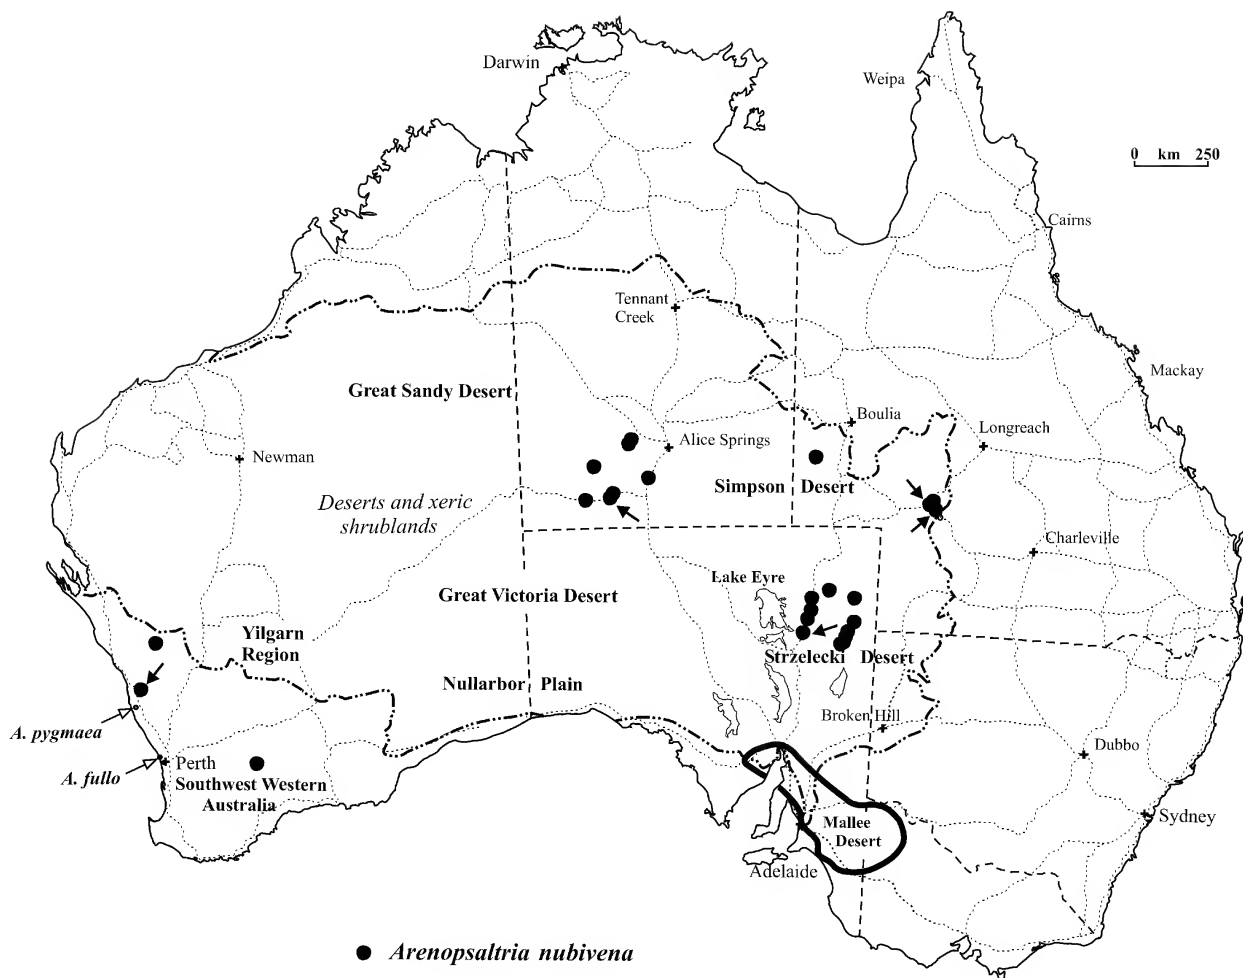 Darwin
Weipa
0 km 250
Cairns
Tennant
Creek
Mackay
Great Sandy Desert
Boulia
Longreach
Alice Springs
Newman
Simpson Desert
Deserts and xeric
shrublands
Charleville
Lake Eyre
Great Victoria Desert
Yilgarn
Region
Strzelecki Desert
Nullarbor Plain
Broken Hill
A. pygmaea
Dubbo
A. fullo
Perth
Southwest Western
Australia
Mallee
Desert
Sydney
Adelaide
Arenopsaltria nubivena